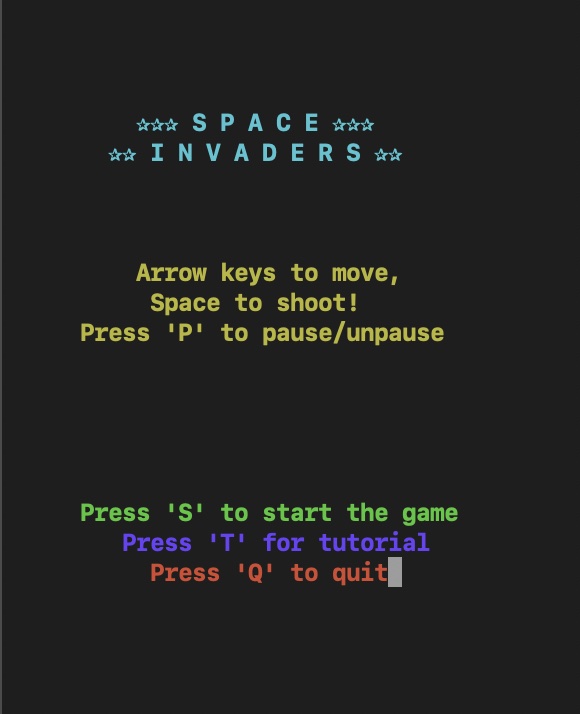 ✰✰✰ S P A C E ✰✰✰
✰✰ I N V A D E R S ✰✰
Arrow keys to move,
Space to shoot!
Press 'P' to pause/unpause
Press 'S' to start the game
Press 'T' for tutorial
Press 'Q' to quit